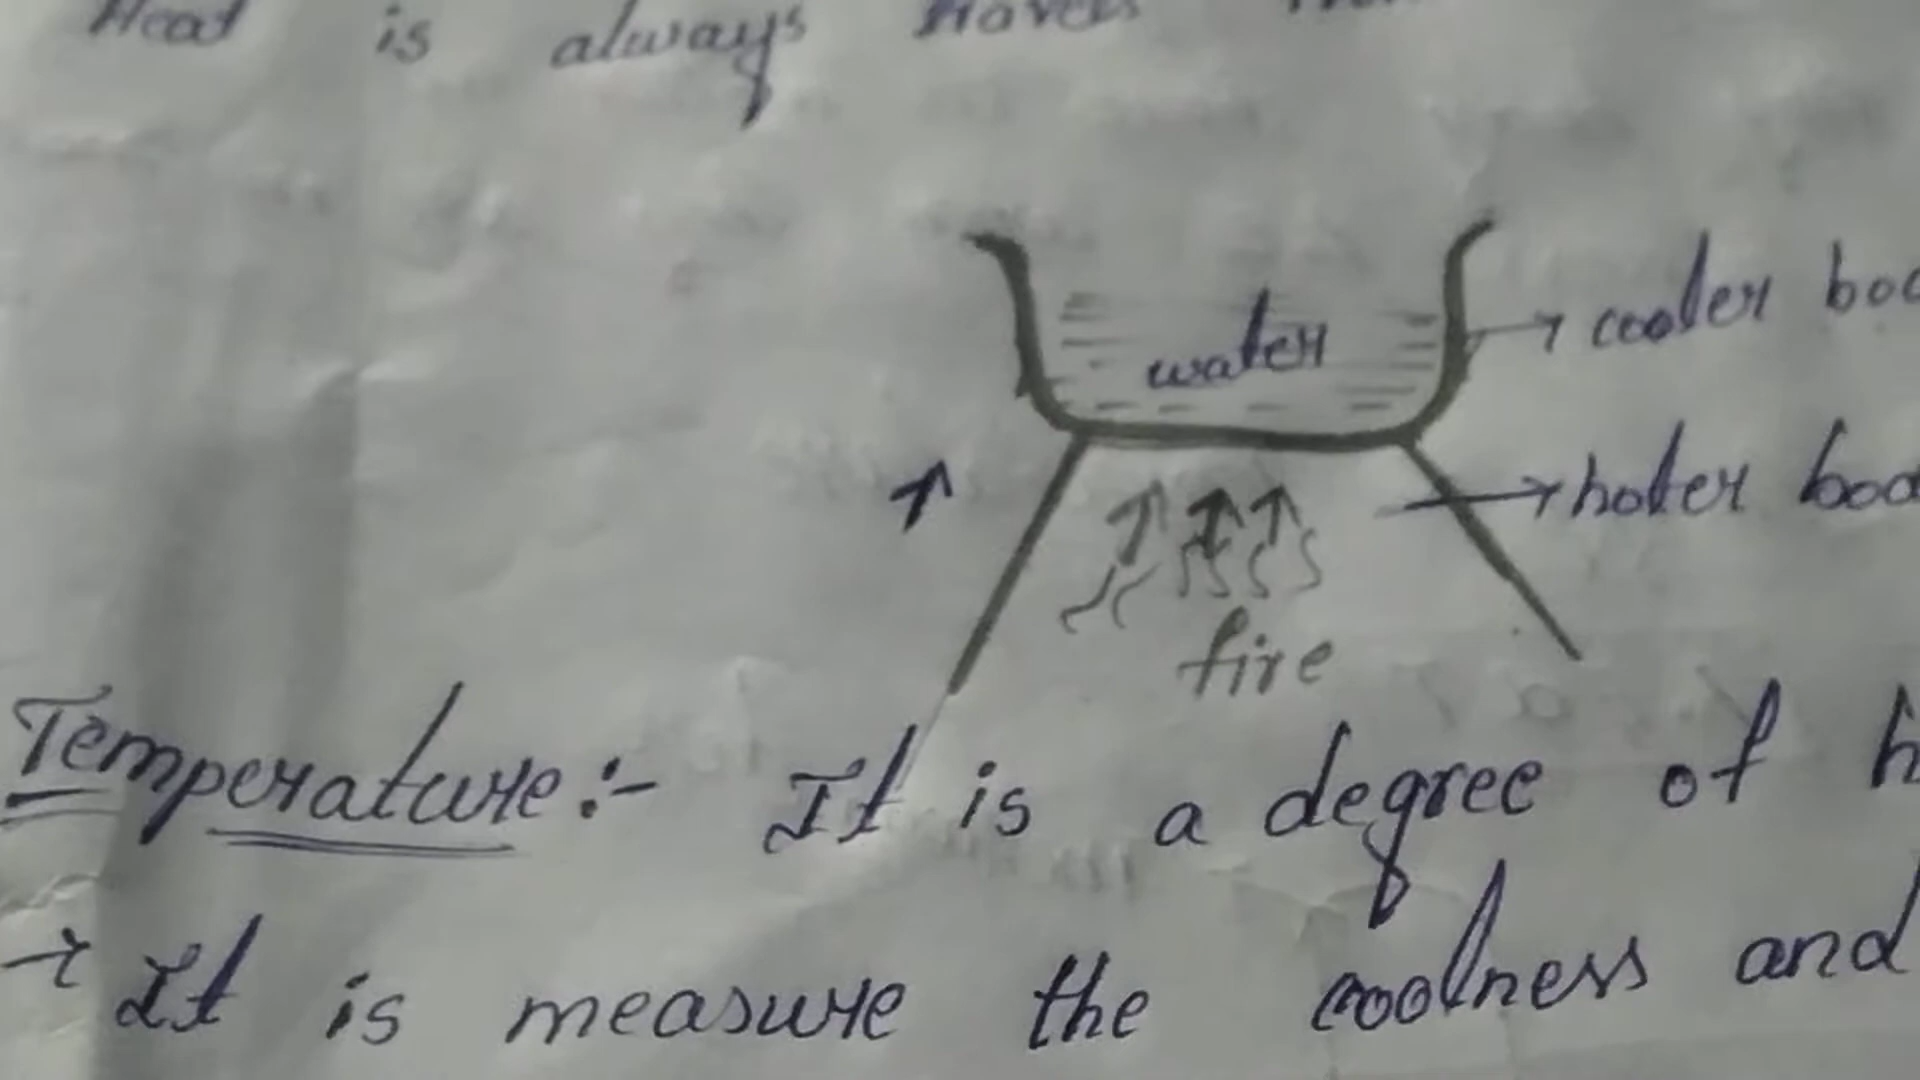 Heat is always
water
→ cooler
→ hoter
fire
Temperature:- It is a degree of
→ It is measure the coolness and